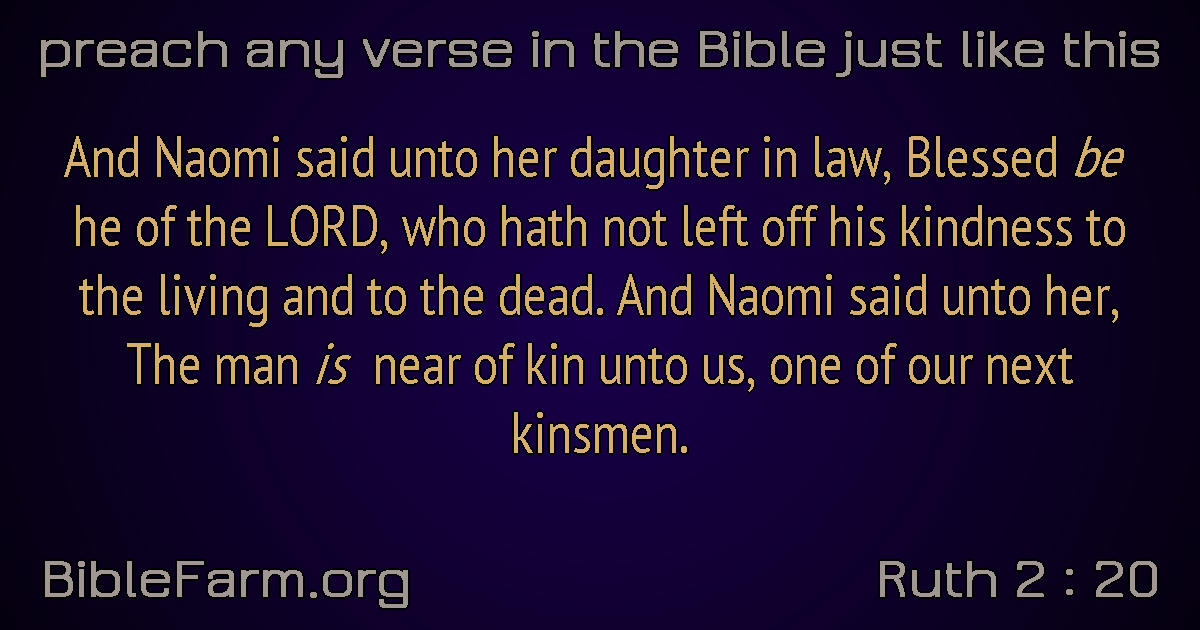 preach any verse in the Bible just like this
And Naomi said unto her daughter in law, Blessed be
he of the LORD, who hath not left off his kindness to
the living and to the dead. And Naomi said unto her,
The man is near of kin unto us, one of our next
kinsmen.
BibleFarm.org
Ruth 2 : 20